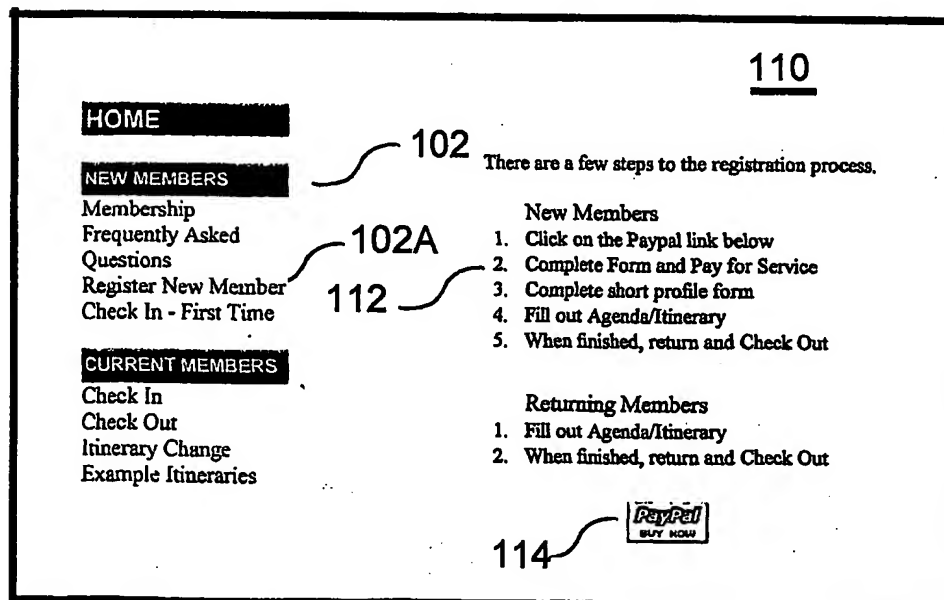 110
HOME
102
NEW MEMBERS
Membership
Frequently Asked
Questions
102A
Register New Member
Check In - First Time
CURRENT MEMBERS
Check In
Check Out
Itinerary Change
Example Itineraries
There are a few steps to the registration process.
New Members
1. Click on the Paypal link below
112
2. Complete Form and Pay for Service
3. Complete short profile form
4. Fill out Agenda/Itinerary
5. When finished, return and Check Out
Returning Members
1. Fill out Agenda/Itinerary
2. When finished, return and Check Out
PayPal
BUY NOW
114